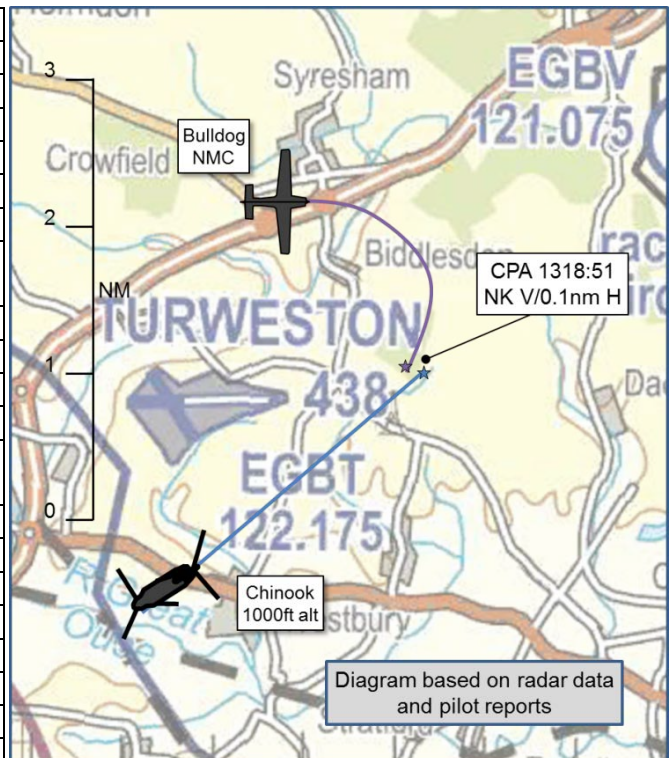 3
Syresham
EGBV
121.075
Bulldog
NMC
Crowfield
2
Biddlesden
CPA 1318:51
NK V/0.1nm H
NM
TURWESTON
1
438
EGBT
122.175
0
Chinook
1000ft alt
Ouse
Diagram based on radar data
and pilot reports